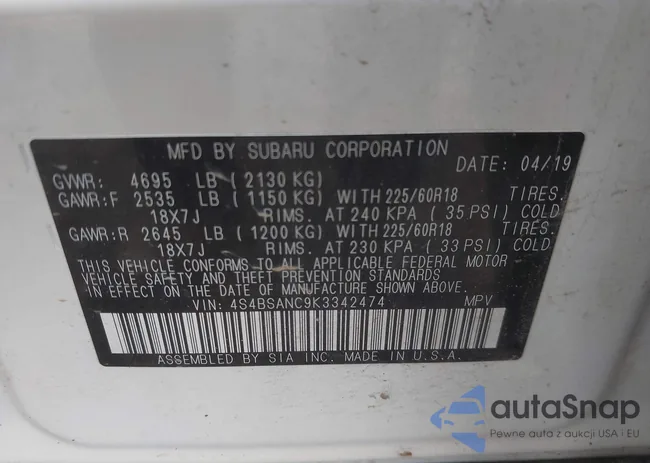 MFD BY SUBARU CORPORATION
DATE: 04/19
GVWR: 4695 LB ( 2130 KG)
GAWR:F 2535 LB ( 1150 KG) WITH 225/60R18 TIRES.
18X7J RIMS. AT 240 KPA ( 35 PSI) COLD
GAWR:R 2645 LB ( 1200 KG) WITH 225/60R18 TIRES.
18X7J RIMS. AT 230 KPA ( 33 PSI) COLD
THIS VEHICLE CONFORMS TO ALL APPLICABLE FEDERAL MOTOR
VEHICLE SAFETY AND THEFT PREVENTION STANDARDS
IN EFFECT ON THE DATE OF MANUFACTURE SHOWN ABOVE.
VIN: 4S4BSANC9K3342474 MPV
ASSEMBLED BY SIA INC. MADE IN U.S.A.
autaSnap
Pewne auta z aukcji USA i EU